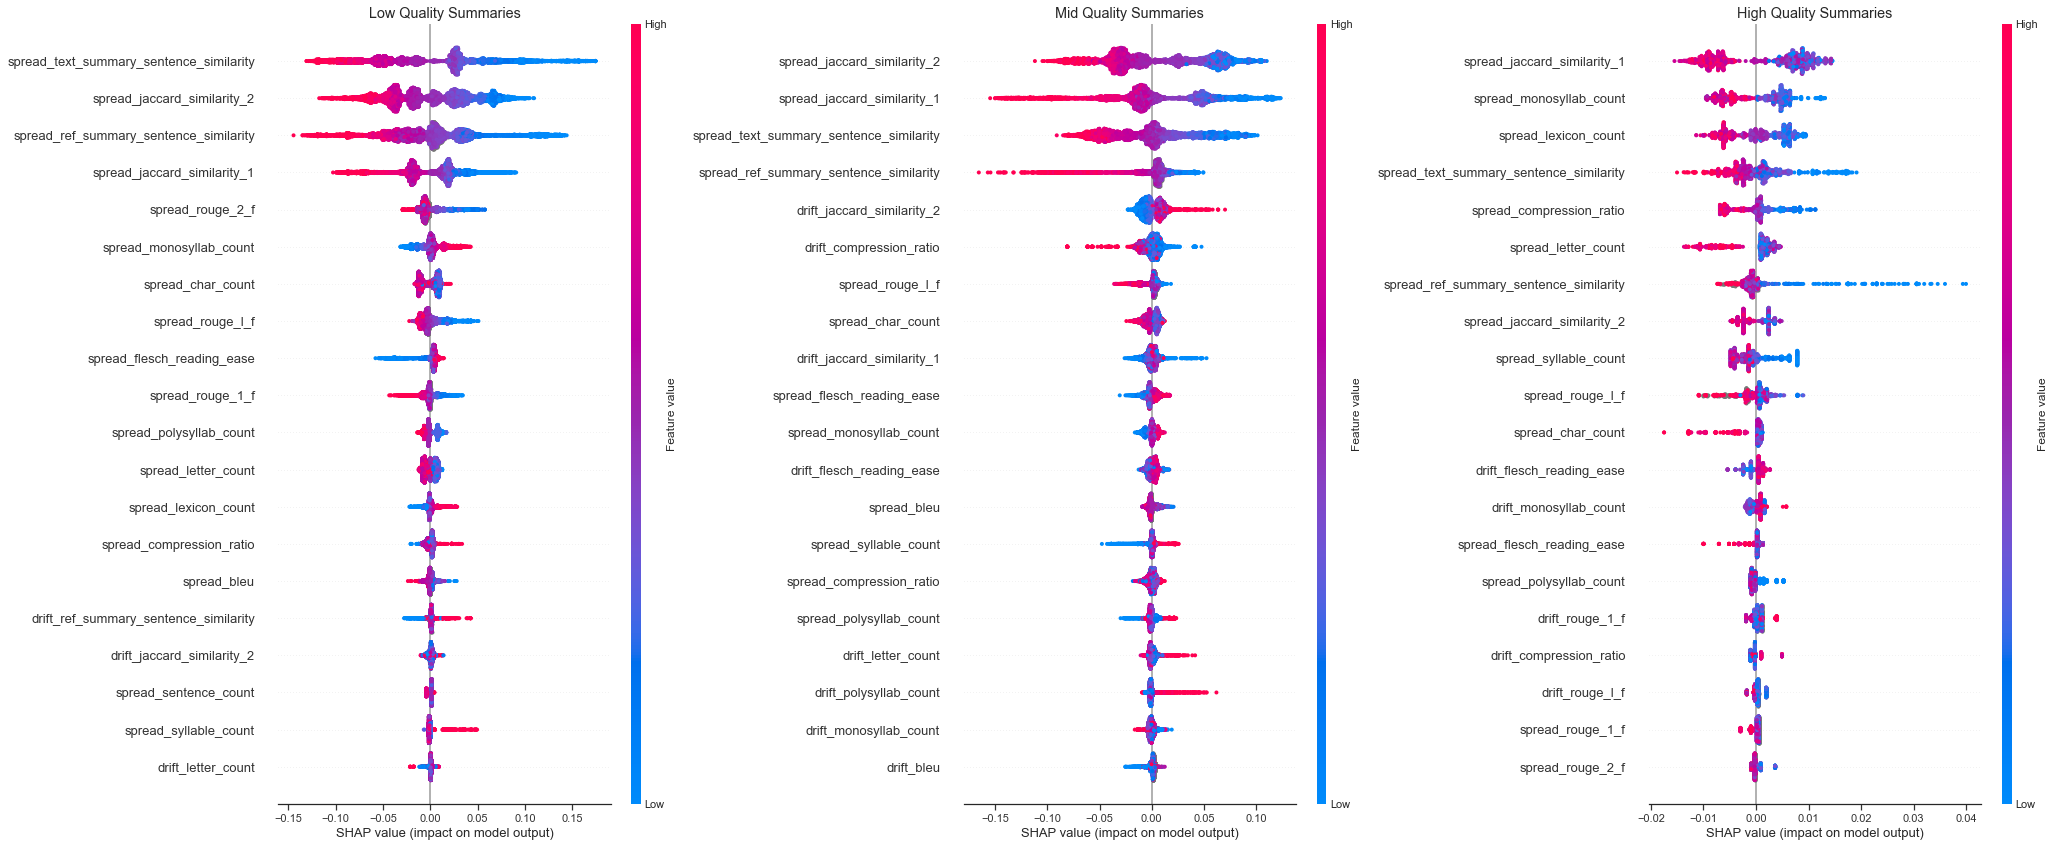 Low Quality Summaries
High
spread_text_summary_sentence_similarity
spread_jaccard_similarity_2
spread_ref_summary_sentence_similarity
spread_jaccard_similarity_1
spread_rouge_2_f
spread_monosyllab_count
spread_char_count
spread_rouge_l_f
spread_flesch_reading_ease
spread_rouge_1_f
spread_polysyllab_count
spread_letter_count
spread_lexicon_count
spread_compression_ratio
spread_bleu
drift_ref_summary_sentence_similarity
drift_jaccard_similarity_2
spread_sentence_count
spread_syllable_count
drift_letter_count
Feature value
Low
−0.15 −0.10 −0.05 0.00 0.05 0.10 0.15
SHAP value (impact on model output)
Mid Quality Summaries
High
spread_jaccard_similarity_2
spread_jaccard_similarity_1
spread_text_summary_sentence_similarity
spread_ref_summary_sentence_similarity
drift_jaccard_similarity_2
drift_compression_ratio
spread_rouge_l_f
spread_char_count
drift_jaccard_similarity_1
spread_flesch_reading_ease
spread_monosyllab_count
drift_flesch_reading_ease
spread_bleu
spread_syllable_count
spread_compression_ratio
spread_polysyllab_count
drift_letter_count
drift_polysyllab_count
drift_monosyllab_count
drift_bleu
Feature value
Low
−0.15 −0.10 −0.05 0.00 0.05 0.10
SHAP value (impact on model output)
High Quality Summaries
High
spread_jaccard_similarity_1
spread_monosyllab_count
spread_lexicon_count
spread_text_summary_sentence_similarity
spread_compression_ratio
spread_letter_count
spread_ref_summary_sentence_similarity
spread_jaccard_similarity_2
spread_syllable_count
spread_rouge_l_f
spread_char_count
drift_flesch_reading_ease
drift_monosyllab_count
spread_flesch_reading_ease
spread_polysyllab_count
drift_rouge_1_f
drift_compression_ratio
drift_rouge_l_f
spread_rouge_1_f
spread_rouge_2_f
Feature value
Low
−0.02 −0.01 0.00 0.01 0.02 0.03 0.04
SHAP value (impact on model output)